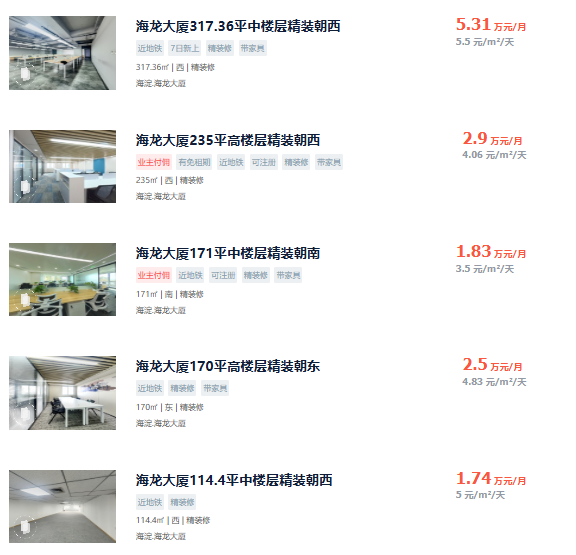 海龙大厦317.36平中楼层精装朝西
5.31 万元/月
近地铁 7日新上 精装修 带家具
5.5 元/m²/天
317.36㎡ | 西 | 精装修
海淀.海龙大厦
海龙大厦235平高楼层精装朝西
2.9 万元/月
业主付佣 有免租期 近地铁 可注册 精装修 带家具
4.06 元/m²/天
235㎡ | 西 | 精装修
海淀.海龙大厦
海龙大厦171平中楼层精装朝南
1.83 万元/月
业主付佣 近地铁 可注册 精装修 带家具
3.5 元/m²/天
171㎡ | 南 | 精装修
海淀.海龙大厦
海龙大厦170平高楼层精装朝东
2.5 万元/月
近地铁 精装修 带家具
4.83 元/m²/天
170㎡ | 东 | 精装修
海淀.海龙大厦
海龙大厦114.4平中楼层精装朝西
1.74 万元/月
近地铁 精装修
5 元/m²/天
114.4㎡ | 西 | 精装修
海淀.海龙大厦